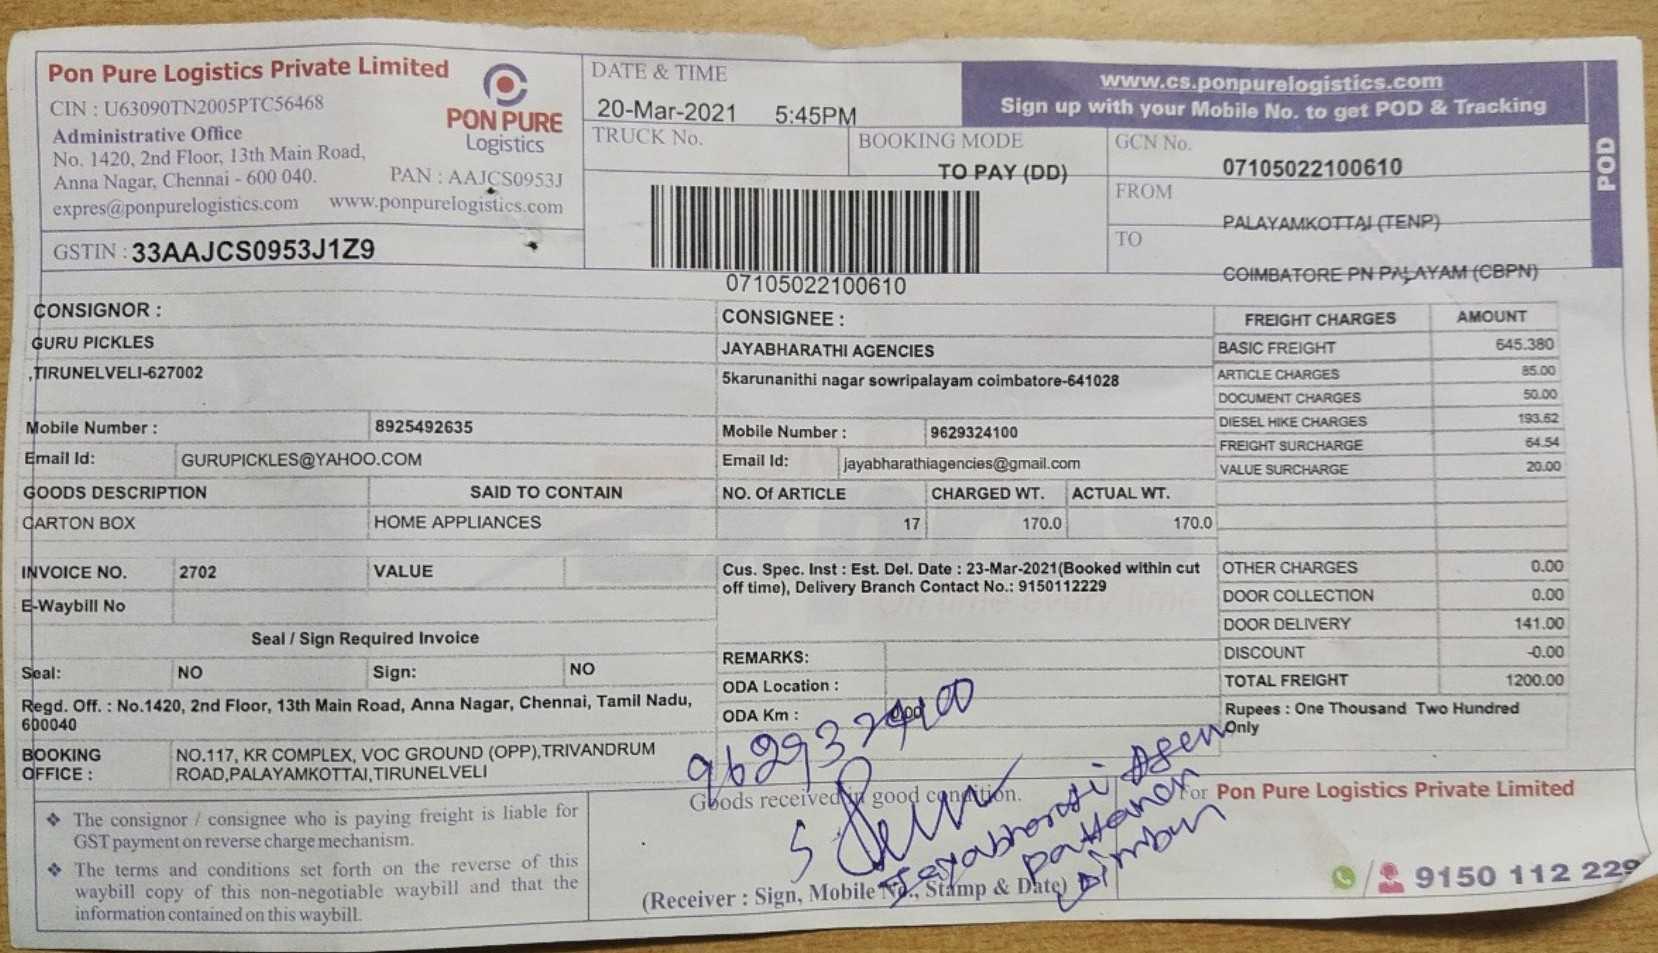 Pon Pure Logistics Private Limited
CIN : U63090TN2005PTC56468
Administrative Office
No. 1420, 2nd Floor, 13th Main Road,
Anna Nagar, Chennai - 600 040.
PAN : AAJCS0953J
expres@ponpurelogistics.com www.ponpurelogistics.com
GSTIN : 33AAJCS0953J1Z9
PON PURE
Logistics
DATE & TIME
20-Mar-2021 5:45PM
TRUCK No.
BOOKING MODE
TO PAY (DD)
07105022100610
www.cs.ponpurelogistics.com
Sign up with your Mobile No. to get POD & Tracking
GCN No.
07105022100610
FROM
PALAYAMKOTTAI (TENP)
TO
COIMBATORE PN PALAYAM (CBPN)
POD
CONSIGNOR :
GURU PICKLES
,TIRUNELVELI-627002
Mobile Number : 8925492635
Email Id: GURUPICKLES@YAHOO.COM
GOODS DESCRIPTION SAID TO CONTAIN
CARTON BOX HOME APPLIANCES
INVOICE NO. 2702 VALUE
E-Waybill No
Seal / Sign Required Invoice
Seal: NO Sign: NO
Regd. Off. : No.1420, 2nd Floor, 13th Main Road, Anna Nagar, Chennai, Tamil Nadu,
600040
BOOKING OFFICE : NO.117, KR COMPLEX, VOC GROUND (OPP),TRIVANDRUM
ROAD,PALAYAMKOTTAI,TIRUNELVELI
CONSIGNEE :
JAYABHARATHI AGENCIES
5karunanithi nagar sowripalayam coimbatore-641028
Mobile Number : 9629324100
Email Id: jayabharathiagencies@gmail.com
NO. Of ARTICLE CHARGED WT. ACTUAL WT.
17 170.0 170.0
Cus. Spec. Inst : Est. Del. Date : 23-Mar-2021(Booked within cut
off time), Delivery Branch Contact No.: 9150112229
REMARKS:
ODA Location :
ODA Km : 0.00
FREIGHT CHARGES AMOUNT
BASIC FREIGHT 645.380
ARTICLE CHARGES 85.00
DOCUMENT CHARGES 50.00
DIESEL HIKE CHARGES 193.62
FREIGHT SURCHARGE 64.54
VALUE SURCHARGE 20.00
OTHER CHARGES 0.00
DOOR COLLECTION 0.00
DOOR DELIVERY 141.00
DISCOUNT -0.00
TOTAL FREIGHT 1200.00
Rupees : One Thousand Two Hundred
Only
❖ The consignor / consignee who is paying freight is liable for
GST payment on reverse charge mechanism.
❖ The terms and conditions set forth on the reverse of this
waybill copy of this non-negotiable waybill and that the
information contained on this waybill.
Goods received in good condition.
Jayabharathi Agen
(Receiver : Sign, Mobile No., Stamp & Date)
For Pon Pure Logistics Private Limited
9150 112 229